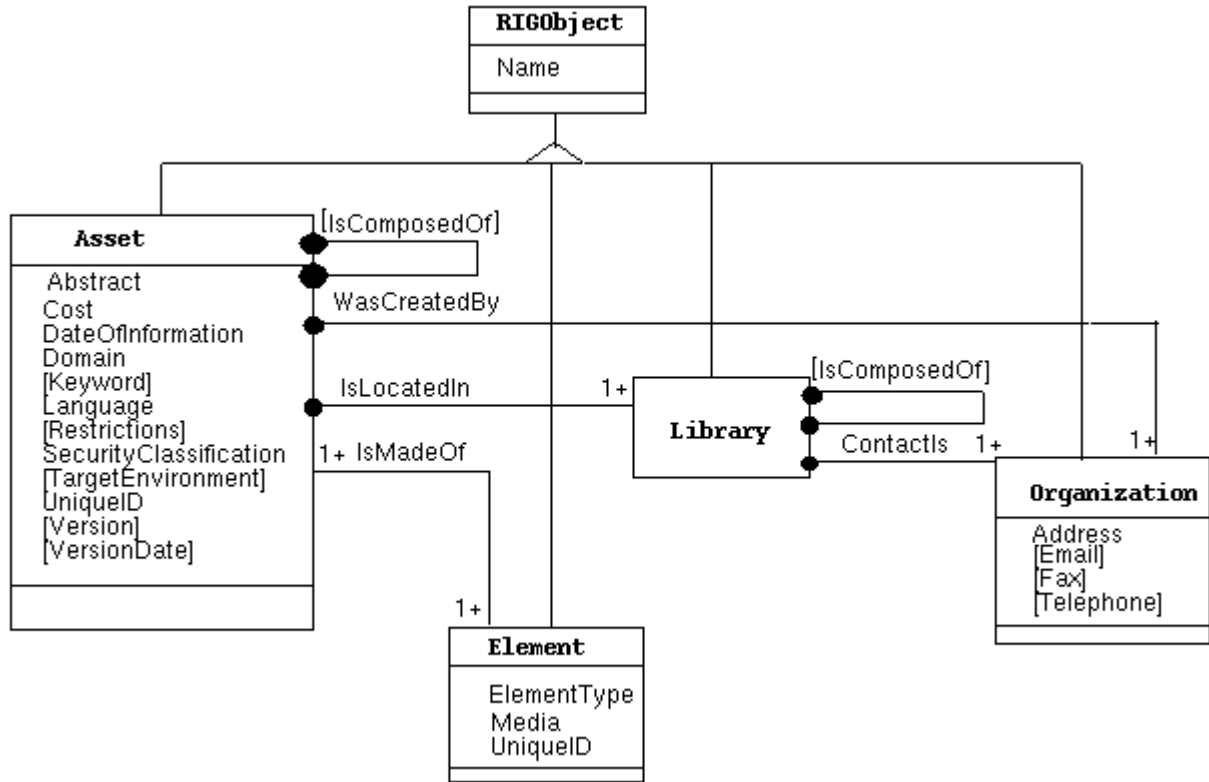 RIGObject
Name
Asset
Abstract
Cost
DateOfInformation
Domain
[Keyword]
Language
[Restrictions]
SecurityClassification
[TargetEnvironment]
UniqueID
[Version]
[VersionDate]
[IsComposedOf]
WasCreatedBy
IsLocatedIn
1+
1+ IsMadeOf
1+
Library
[IsComposedOf]
ContactIs
1+
1+
Organization
Address
[Email]
[Fax]
[Telephone]
Element
ElementType
Media
UniqueID